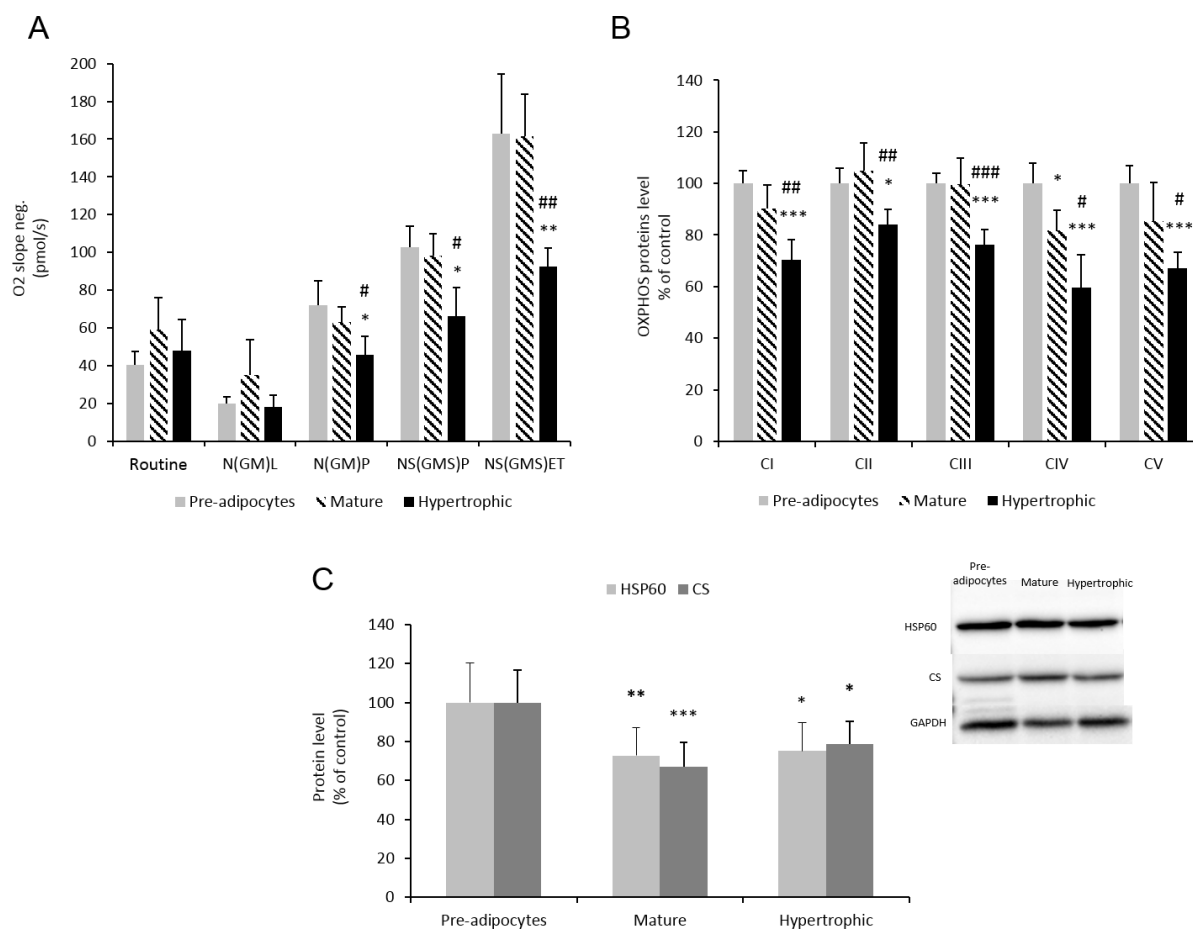 A
O2 slope neg.
(pmol/s)
200
180
160
140
120
100
80
60
40
20
0
#
*
#
*
##
**
Routine N(GM)L N(GM)P NS(GMS)P NS(GMS)ET
Pre-adipocytes Mature Hypertrophic
B
OXPHOS proteins level
% of control
140
120
100
80
60
40
20
0
##
***
##
*
###
***
*
#
***
#
***
CI CII CIII CIV CV
Pre-adipocytes Mature Hypertrophic
C
HSP60 CS
Protein level
(% of control)
140
120
100
80
60
40
20
0
**
***
*
*
Pre-adipocytes Mature Hypertrophic
Pre-
adipocytes Mature Hypertrophic
HSP60
CS
GAPDH